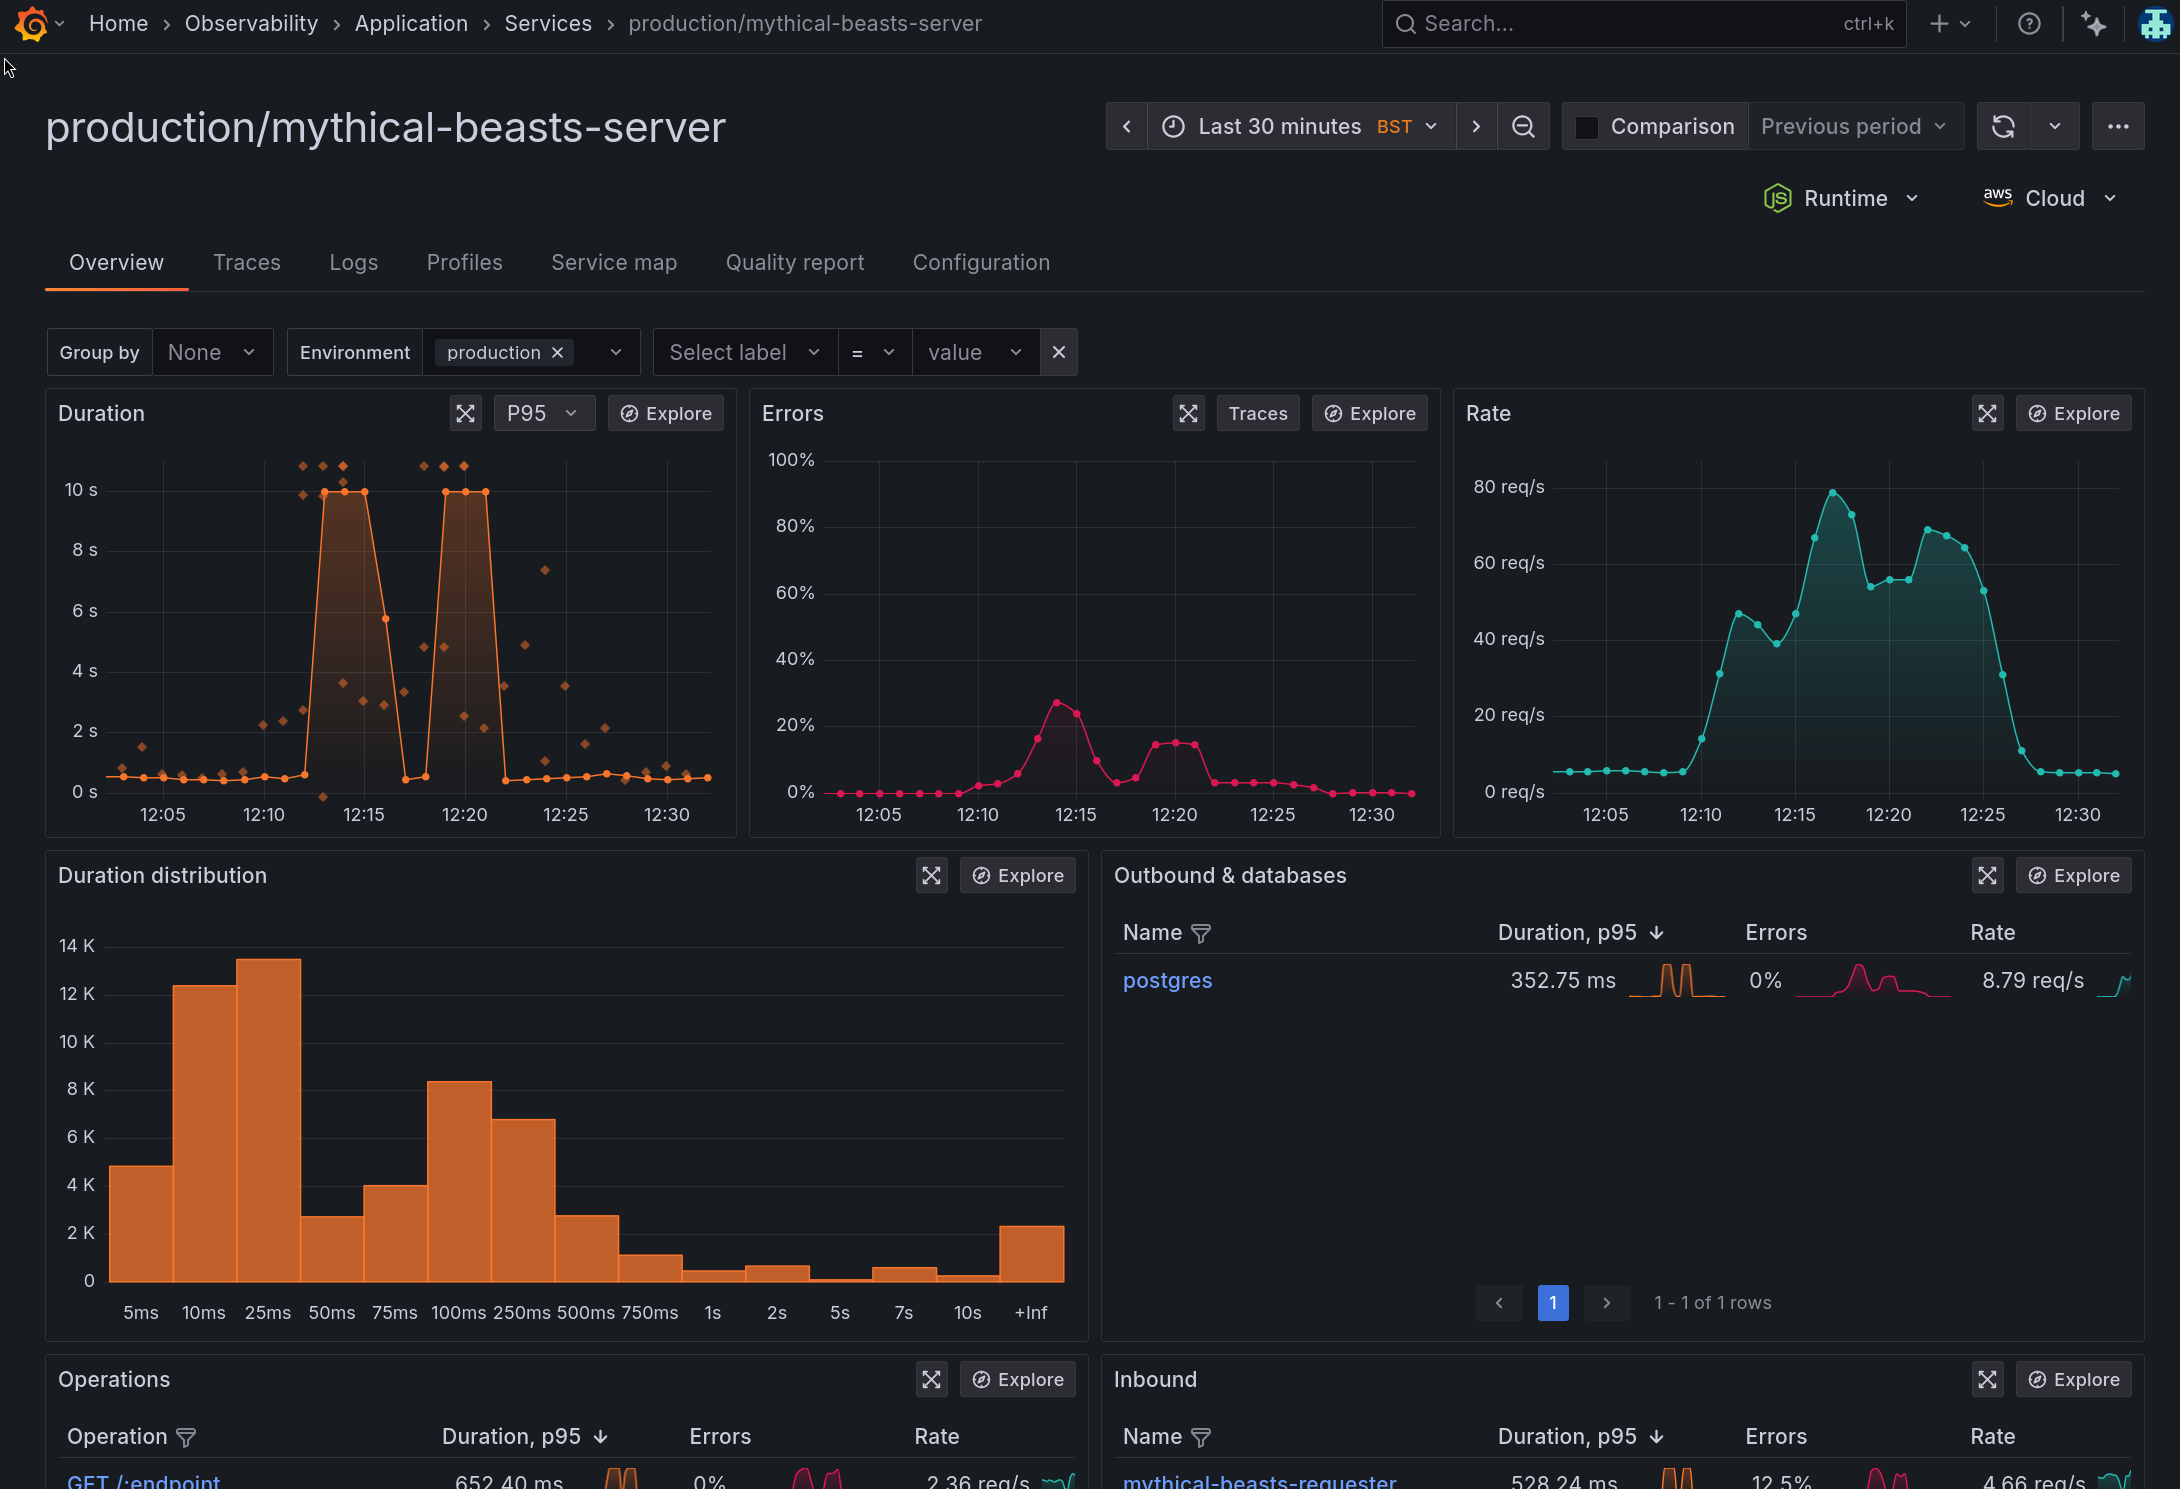 Home › Observability › Application › Services › production/mythical-beasts-server
Search... ctrl+k
production/mythical-beasts-server
Last 30 minutes BST
Comparison Previous period
JS Runtime
aws Cloud
Overview Traces Logs Profiles Service map Quality report Configuration
Group by None Environment production Select label = value
Duration P95 Explore
10 s
8 s
6 s
4 s
2 s
0 s
12:05 12:10 12:15 12:20 12:25 12:30
Errors Traces Explore
100%
80%
60%
40%
20%
0%
12:05 12:10 12:15 12:20 12:25 12:30
Rate Explore
80 req/s
60 req/s
40 req/s
20 req/s
0 req/s
12:05 12:10 12:15 12:20 12:25 12:30
Duration distribution Explore
14 K
12 K
10 K
8 K
6 K
4 K
2 K
0
5ms 10ms 25ms 50ms 75ms 100ms 250ms 500ms 750ms 1s 2s 5s 7s 10s +Inf
Outbound & databases Explore
Name Duration, p95 Errors Rate
postgres 352.75 ms 0% 8.79 req/s
1 1 - 1 of 1 rows
Operations Explore
Operation Duration, p95 Errors Rate
GET /:endpoint 652.40 ms 0% 2.36 req/s
Inbound Explore
Name Duration, p95 Errors Rate
mythical-beasts-requester 528.24 ms 12.5% 4.66 req/s